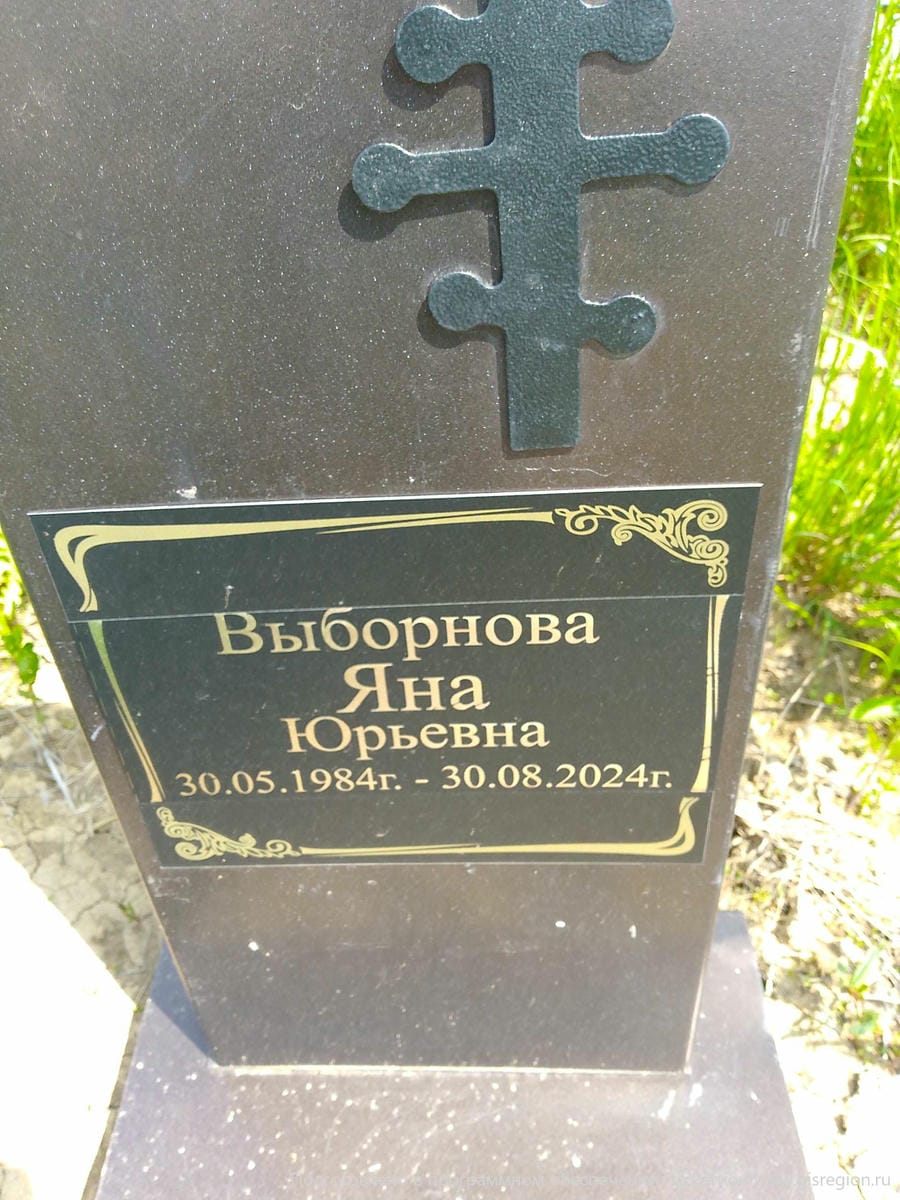 Выборнова
Яна
Юрьевна
30.05.1984г. - 30.08.2024г.